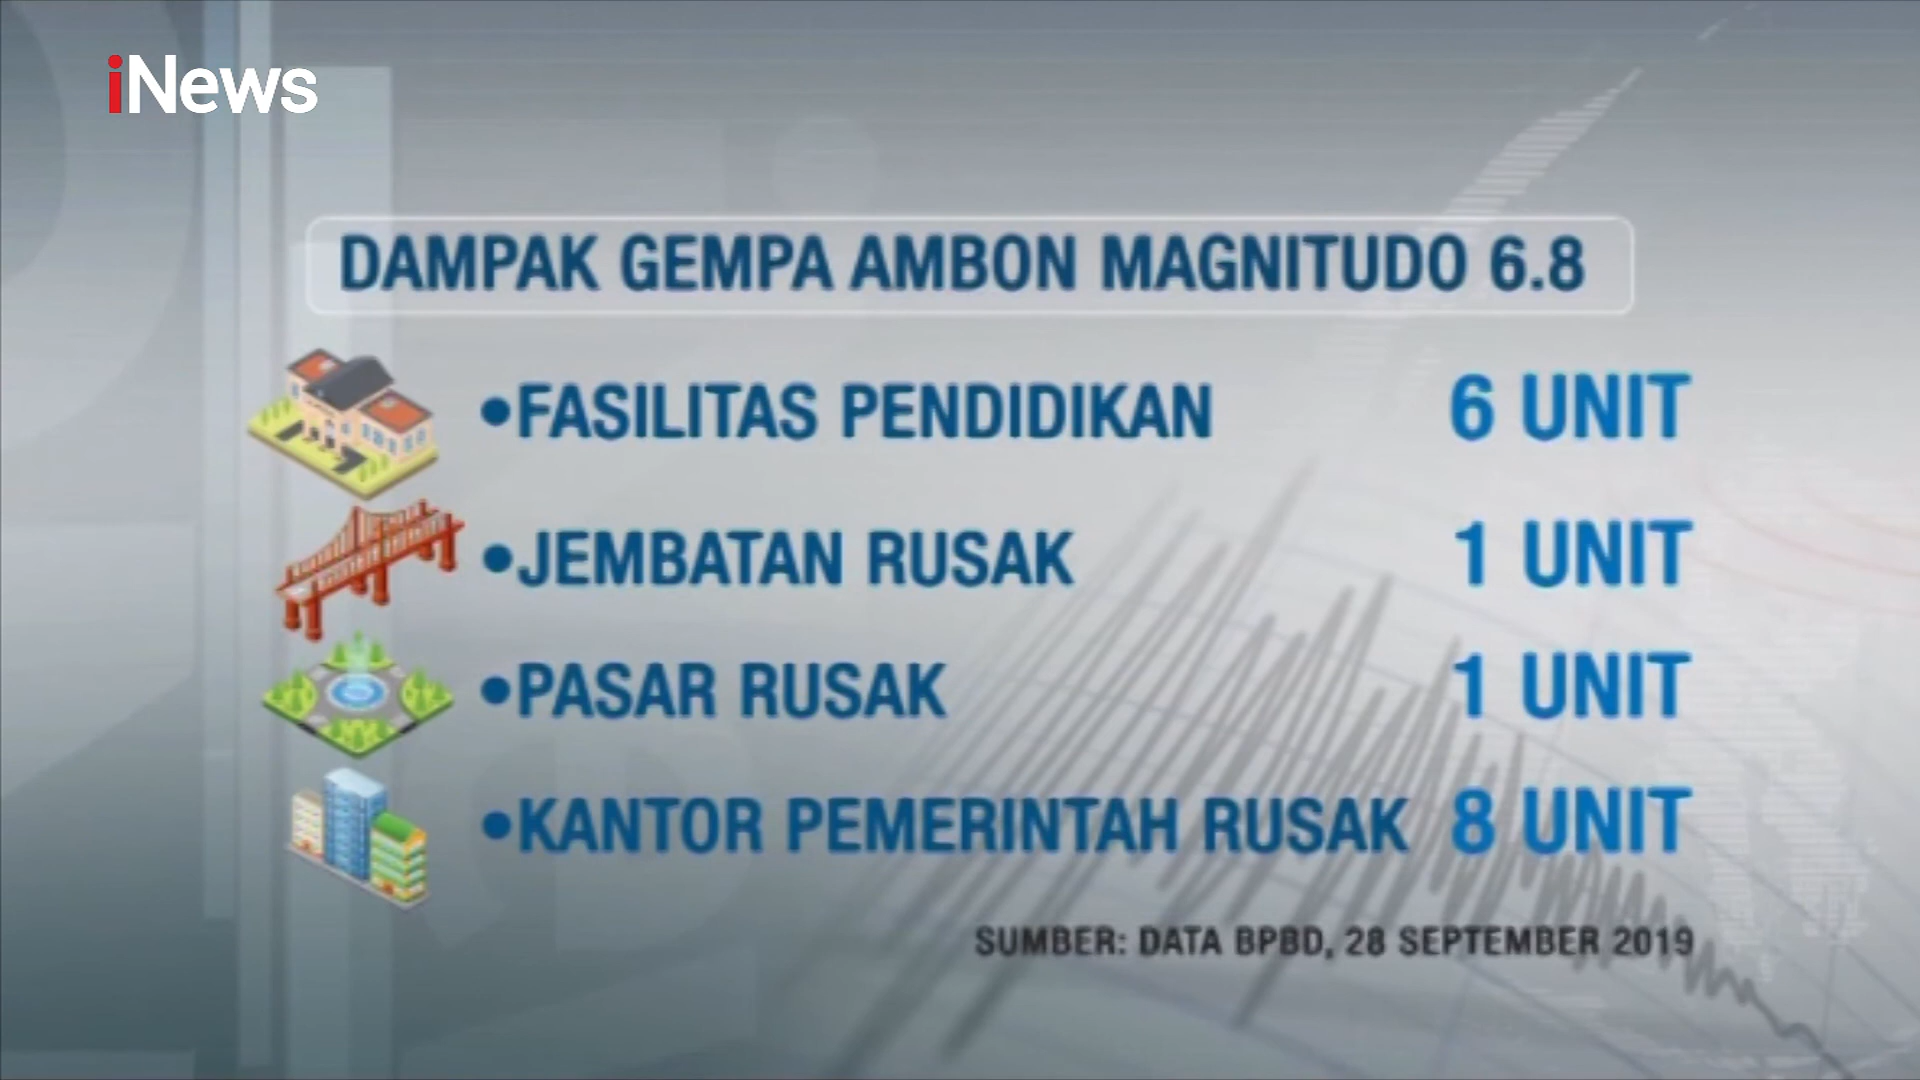 iNews
DAMPAK GEMPA AMBON MAGNITUDO 6.8
•FASILITAS PENDIDIKAN 6 UNIT
•JEMBATAN RUSAK 1 UNIT
•PASAR RUSAK 1 UNIT
•KANTOR PEMERINTAH RUSAK 8 UNIT
SUMBER: DATA BPBD, 28 SEPTEMBER 2019